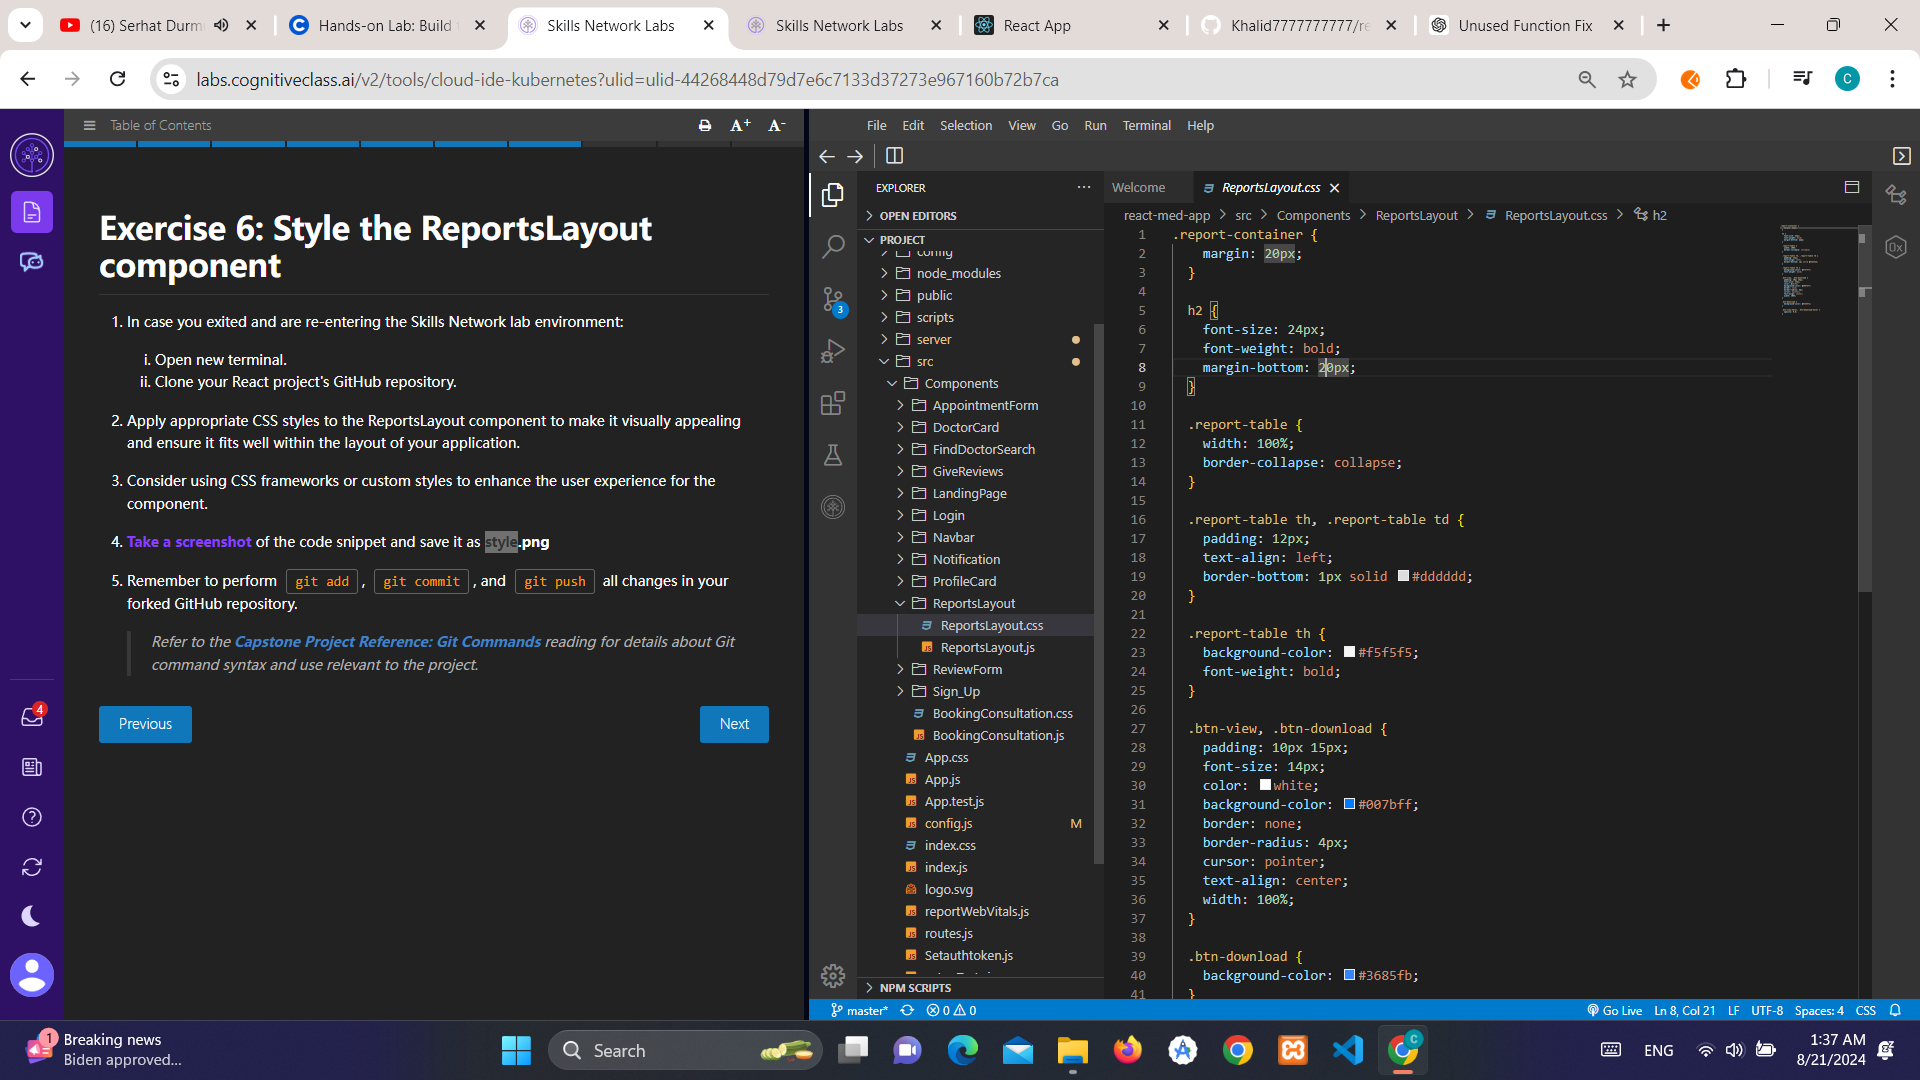 (16) Serhat Durm
Hands-on Lab: Build
Skills Network Labs
Skills Network Labs
React App
Khalid7777777777/re
Unused Function Fix
labs.cognitiveclass.ai/v2/tools/cloud-ide-kubernetes?ulid=ulid-44268448d79d7e6c7133d37273e967160b72b7ca
C
Table of Contents
A+ A-
Exercise 6: Style the ReportsLayout
component
1. In case you exited and are re-entering the Skills Network lab environment:
i. Open new terminal.
ii. Clone your React project's GitHub repository.
2. Apply appropriate CSS styles to the ReportsLayout component to make it visually appealing
and ensure it fits well within the layout of your application.
3. Consider using CSS frameworks or custom styles to enhance the user experience for the
component.
4. Take a screenshot of the code snippet and save it as style.png
5. Remember to perform git add , git commit , and git push all changes in your
forked GitHub repository.
Refer to the Capstone Project Reference: Git Commands reading for details about Git
command syntax and use relevant to the project.
Previous
Next
4
File Edit Selection View Go Run Terminal Help
3
EXPLORER
OPEN EDITORS
PROJECT
config
node_modules
public
scripts
server
src
Components
AppointmentForm
DoctorCard
FindDoctorSearch
GiveReviews
LandingPage
Login
Navbar
Notification
ProfileCard
ReportsLayout
ReportsLayout.css
ReportsLayout.js
ReviewForm
Sign_Up
BookingConsultation.css
BookingConsultation.js
App.css
App.js
App.test.js
config.js M
index.css
index.js
logo.svg
reportWebVitals.js
routes.js
Setauthtoken.js
NPM SCRIPTS
Welcome
ReportsLayout.css
react-med-app > src > Components > ReportsLayout > ReportsLayout.css > h2
1 .report-container {
2 margin: 20px;
3 }
4
5 h2 {
6 font-size: 24px;
7 font-weight: bold;
8 margin-bottom: 20px;
9 }
10
11 .report-table {
12 width: 100%;
13 border-collapse: collapse;
14 }
15
16 .report-table th, .report-table td {
17 padding: 12px;
18 text-align: left;
19 border-bottom: 1px solid #dddddd;
20 }
21
22 .report-table th {
23 background-color: #f5f5f5;
24 font-weight: bold;
25 }
26
27 .btn-view, .btn-download {
28 padding: 10px 15px;
29 font-size: 14px;
30 color: white;
31 background-color: #007bff;
32 border: none;
33 border-radius: 4px;
34 cursor: pointer;
35 text-align: center;
36 width: 100%;
37 }
38
39 .btn-download {
40 background-color: #3685fb;
41 }
0x
master* 0 0
Go Live Ln 8, Col 21 LF UTF-8 Spaces: 4 CSS
1
Breaking news
Biden approved...
Search
C
ENG
1:37 AM
8/21/2024